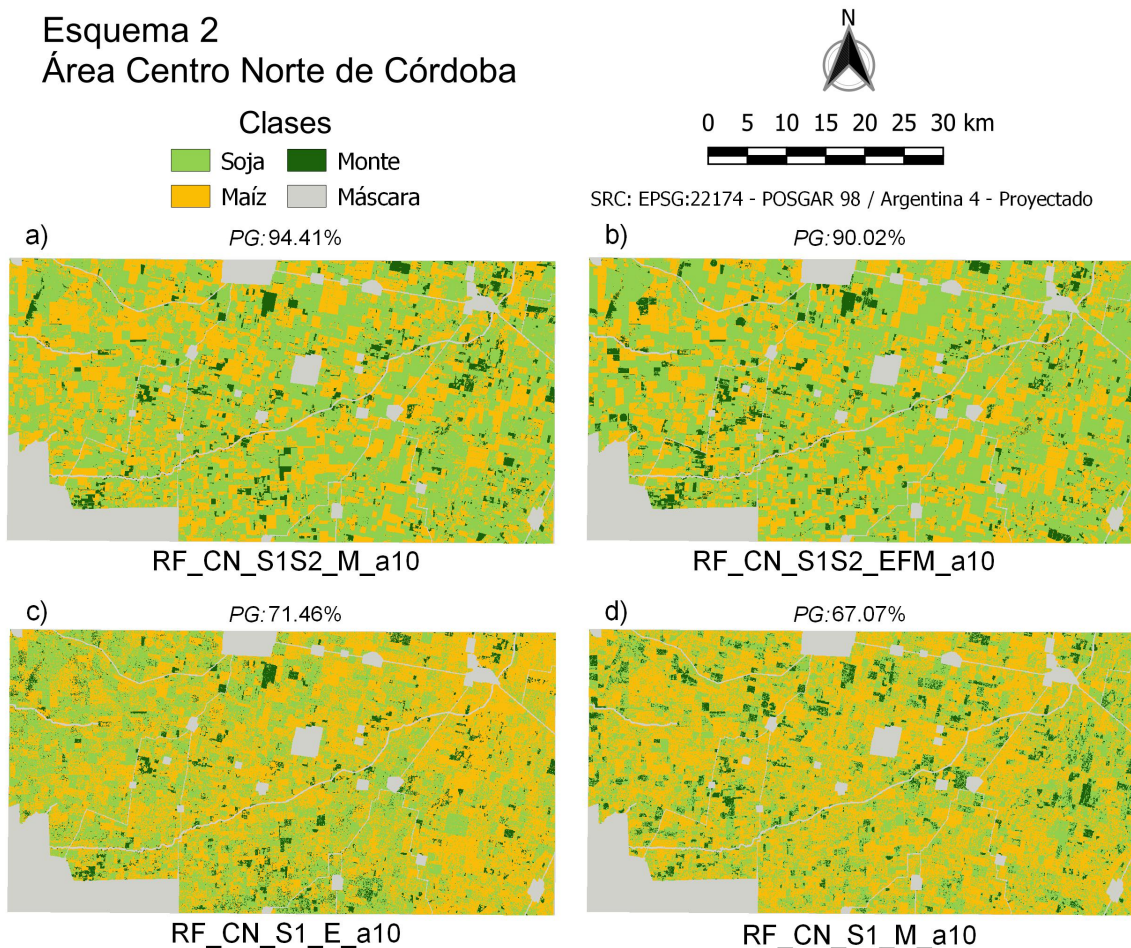 Esquema 2
Área Centro Norte de Córdoba
N
Clases
Soja Monte
Maíz Máscara
0 5 10 15 20 25 30 km
SRC: EPSG:22174 - POSGAR 98 / Argentina 4 - Proyectado
a) PG:94.41%
b) PG:90.02%
RF_CN_S1S2_M_a10
RF_CN_S1S2_EFM_a10
c) PG:71.46%
d) PG:67.07%
RF_CN_S1_E_a10
RF_CN_S1_M_a10